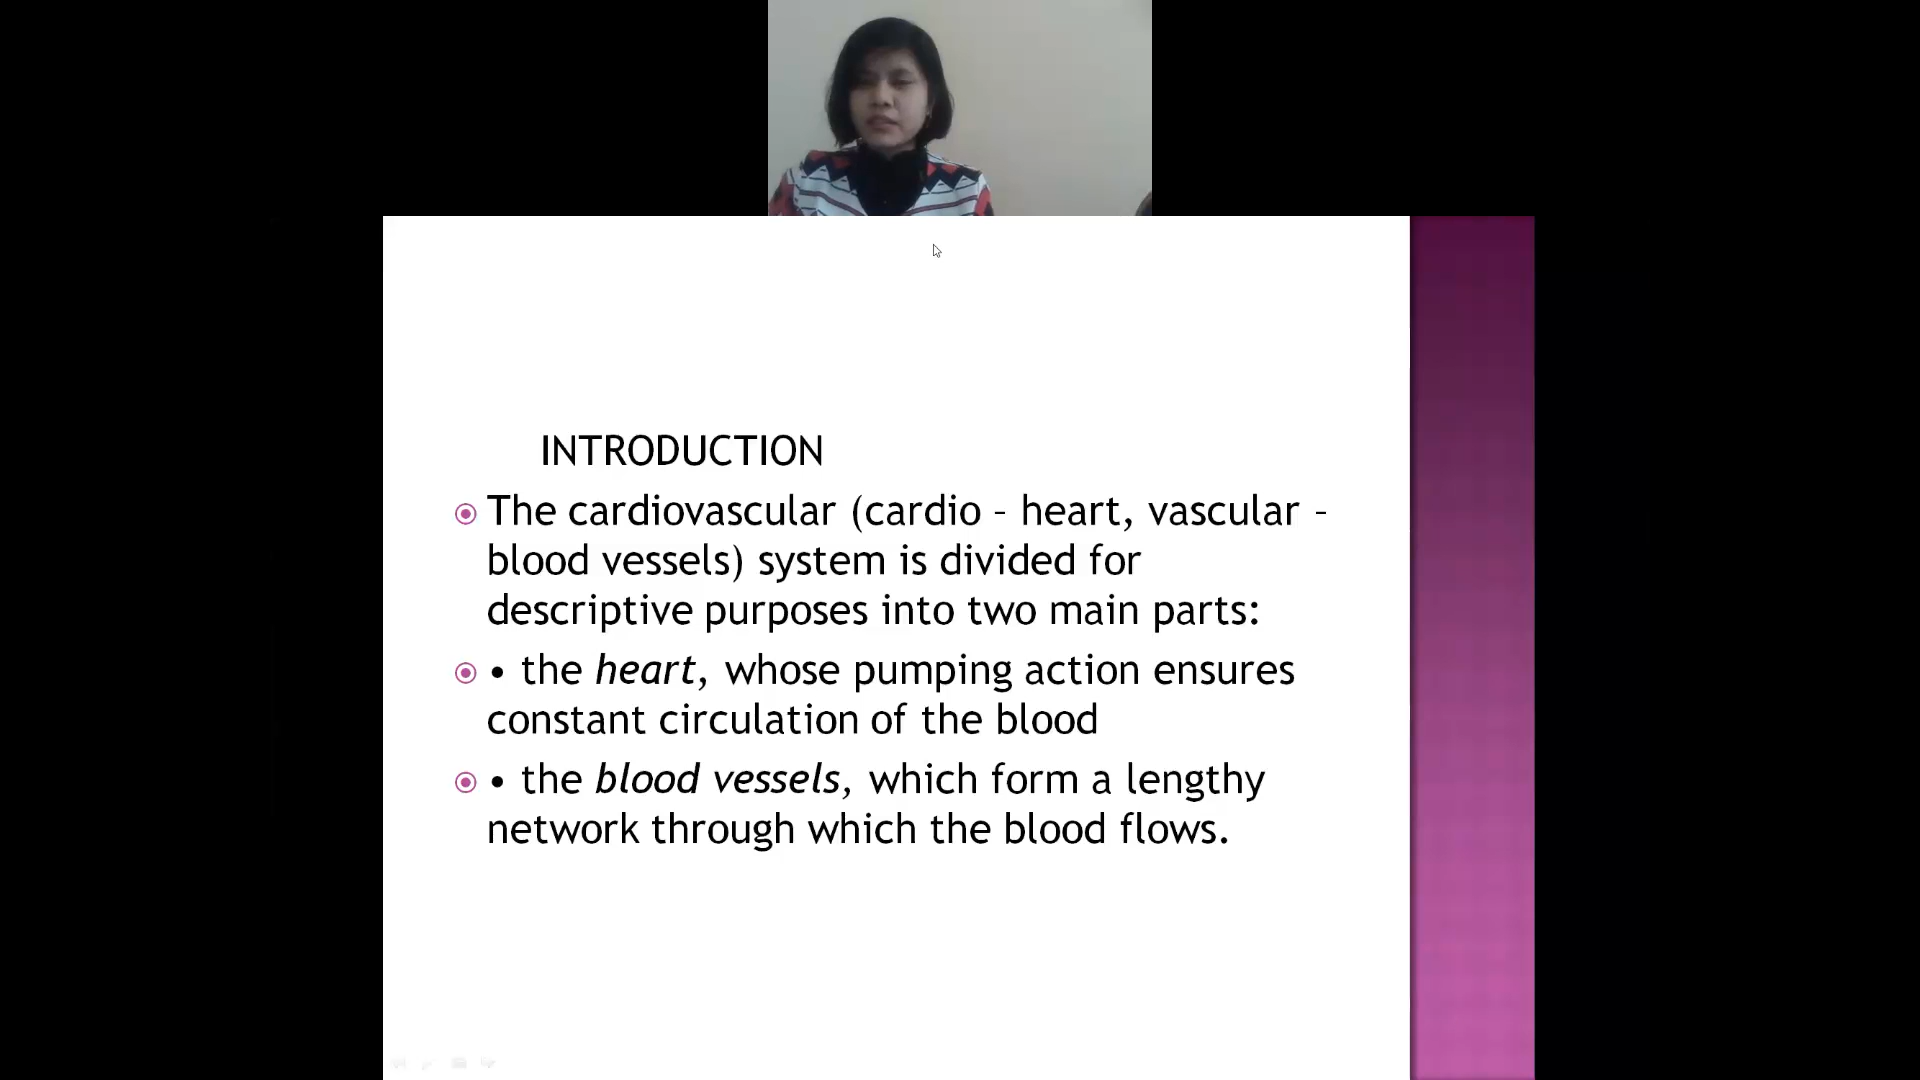 INTRODUCTION
The cardiovascular (cardio – heart, vascular –
blood vessels) system is divided for
descriptive purposes into two main parts:
• the heart, whose pumping action ensures
constant circulation of the blood
• the blood vessels, which form a lengthy
network through which the blood flows.